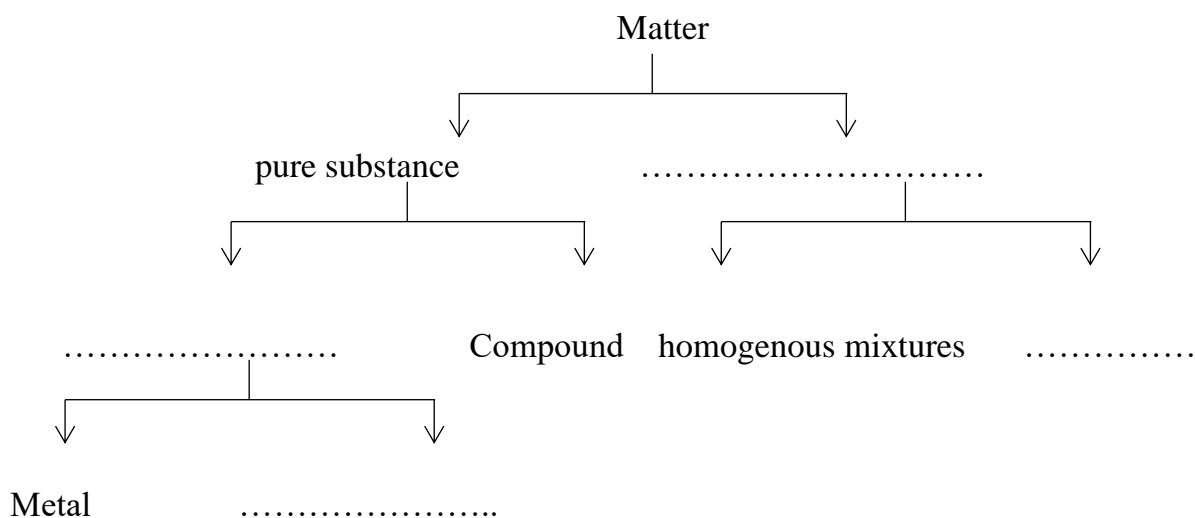 Matter
pure substance ……………………………
…………………… Compound homogenous mixtures ……………
Metal …………………..